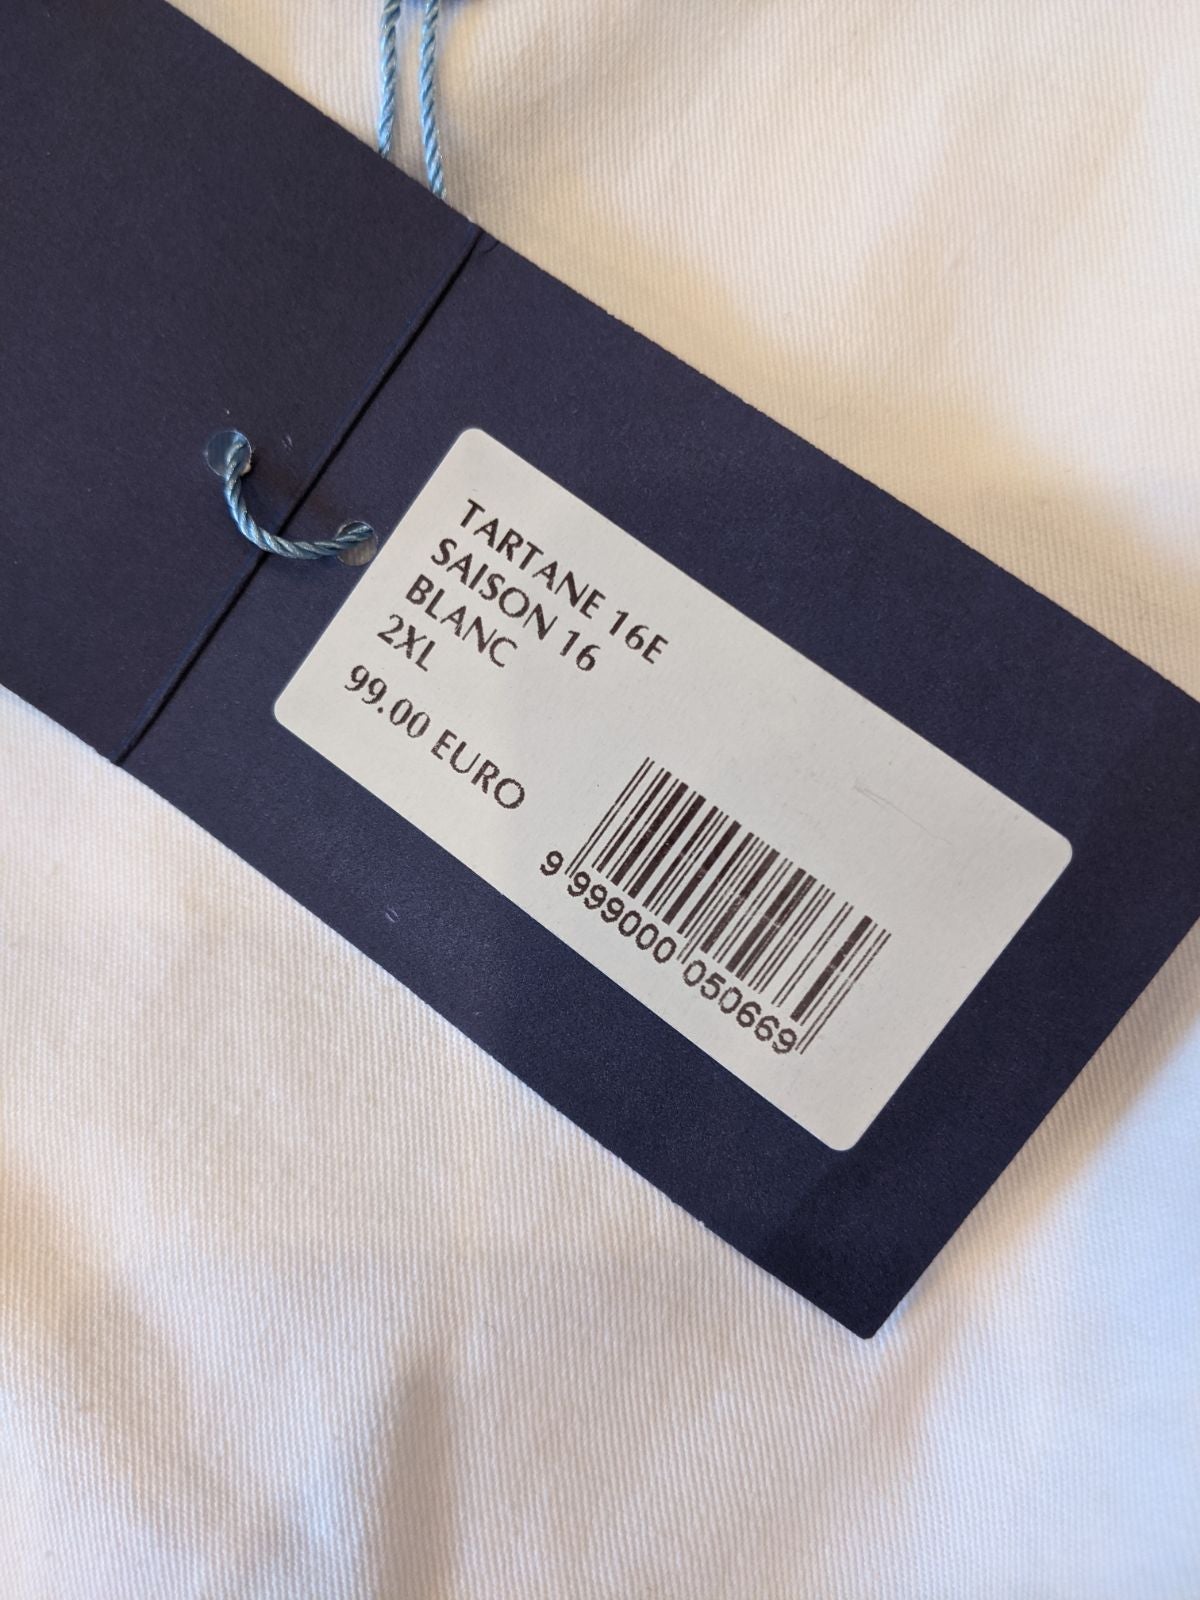 TARTANE 16E
SAISON 16
BLANC
2XL
99.00 EURO
9 999000 050669